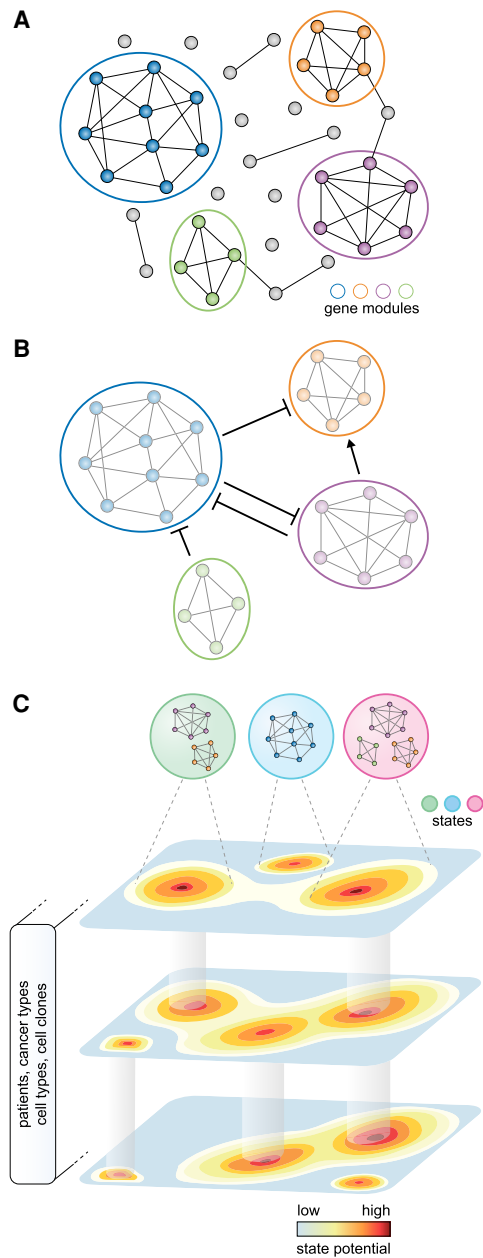 A
gene modules
B
C
states
patients, cancer types
cell types, cell clones
low high
state potential